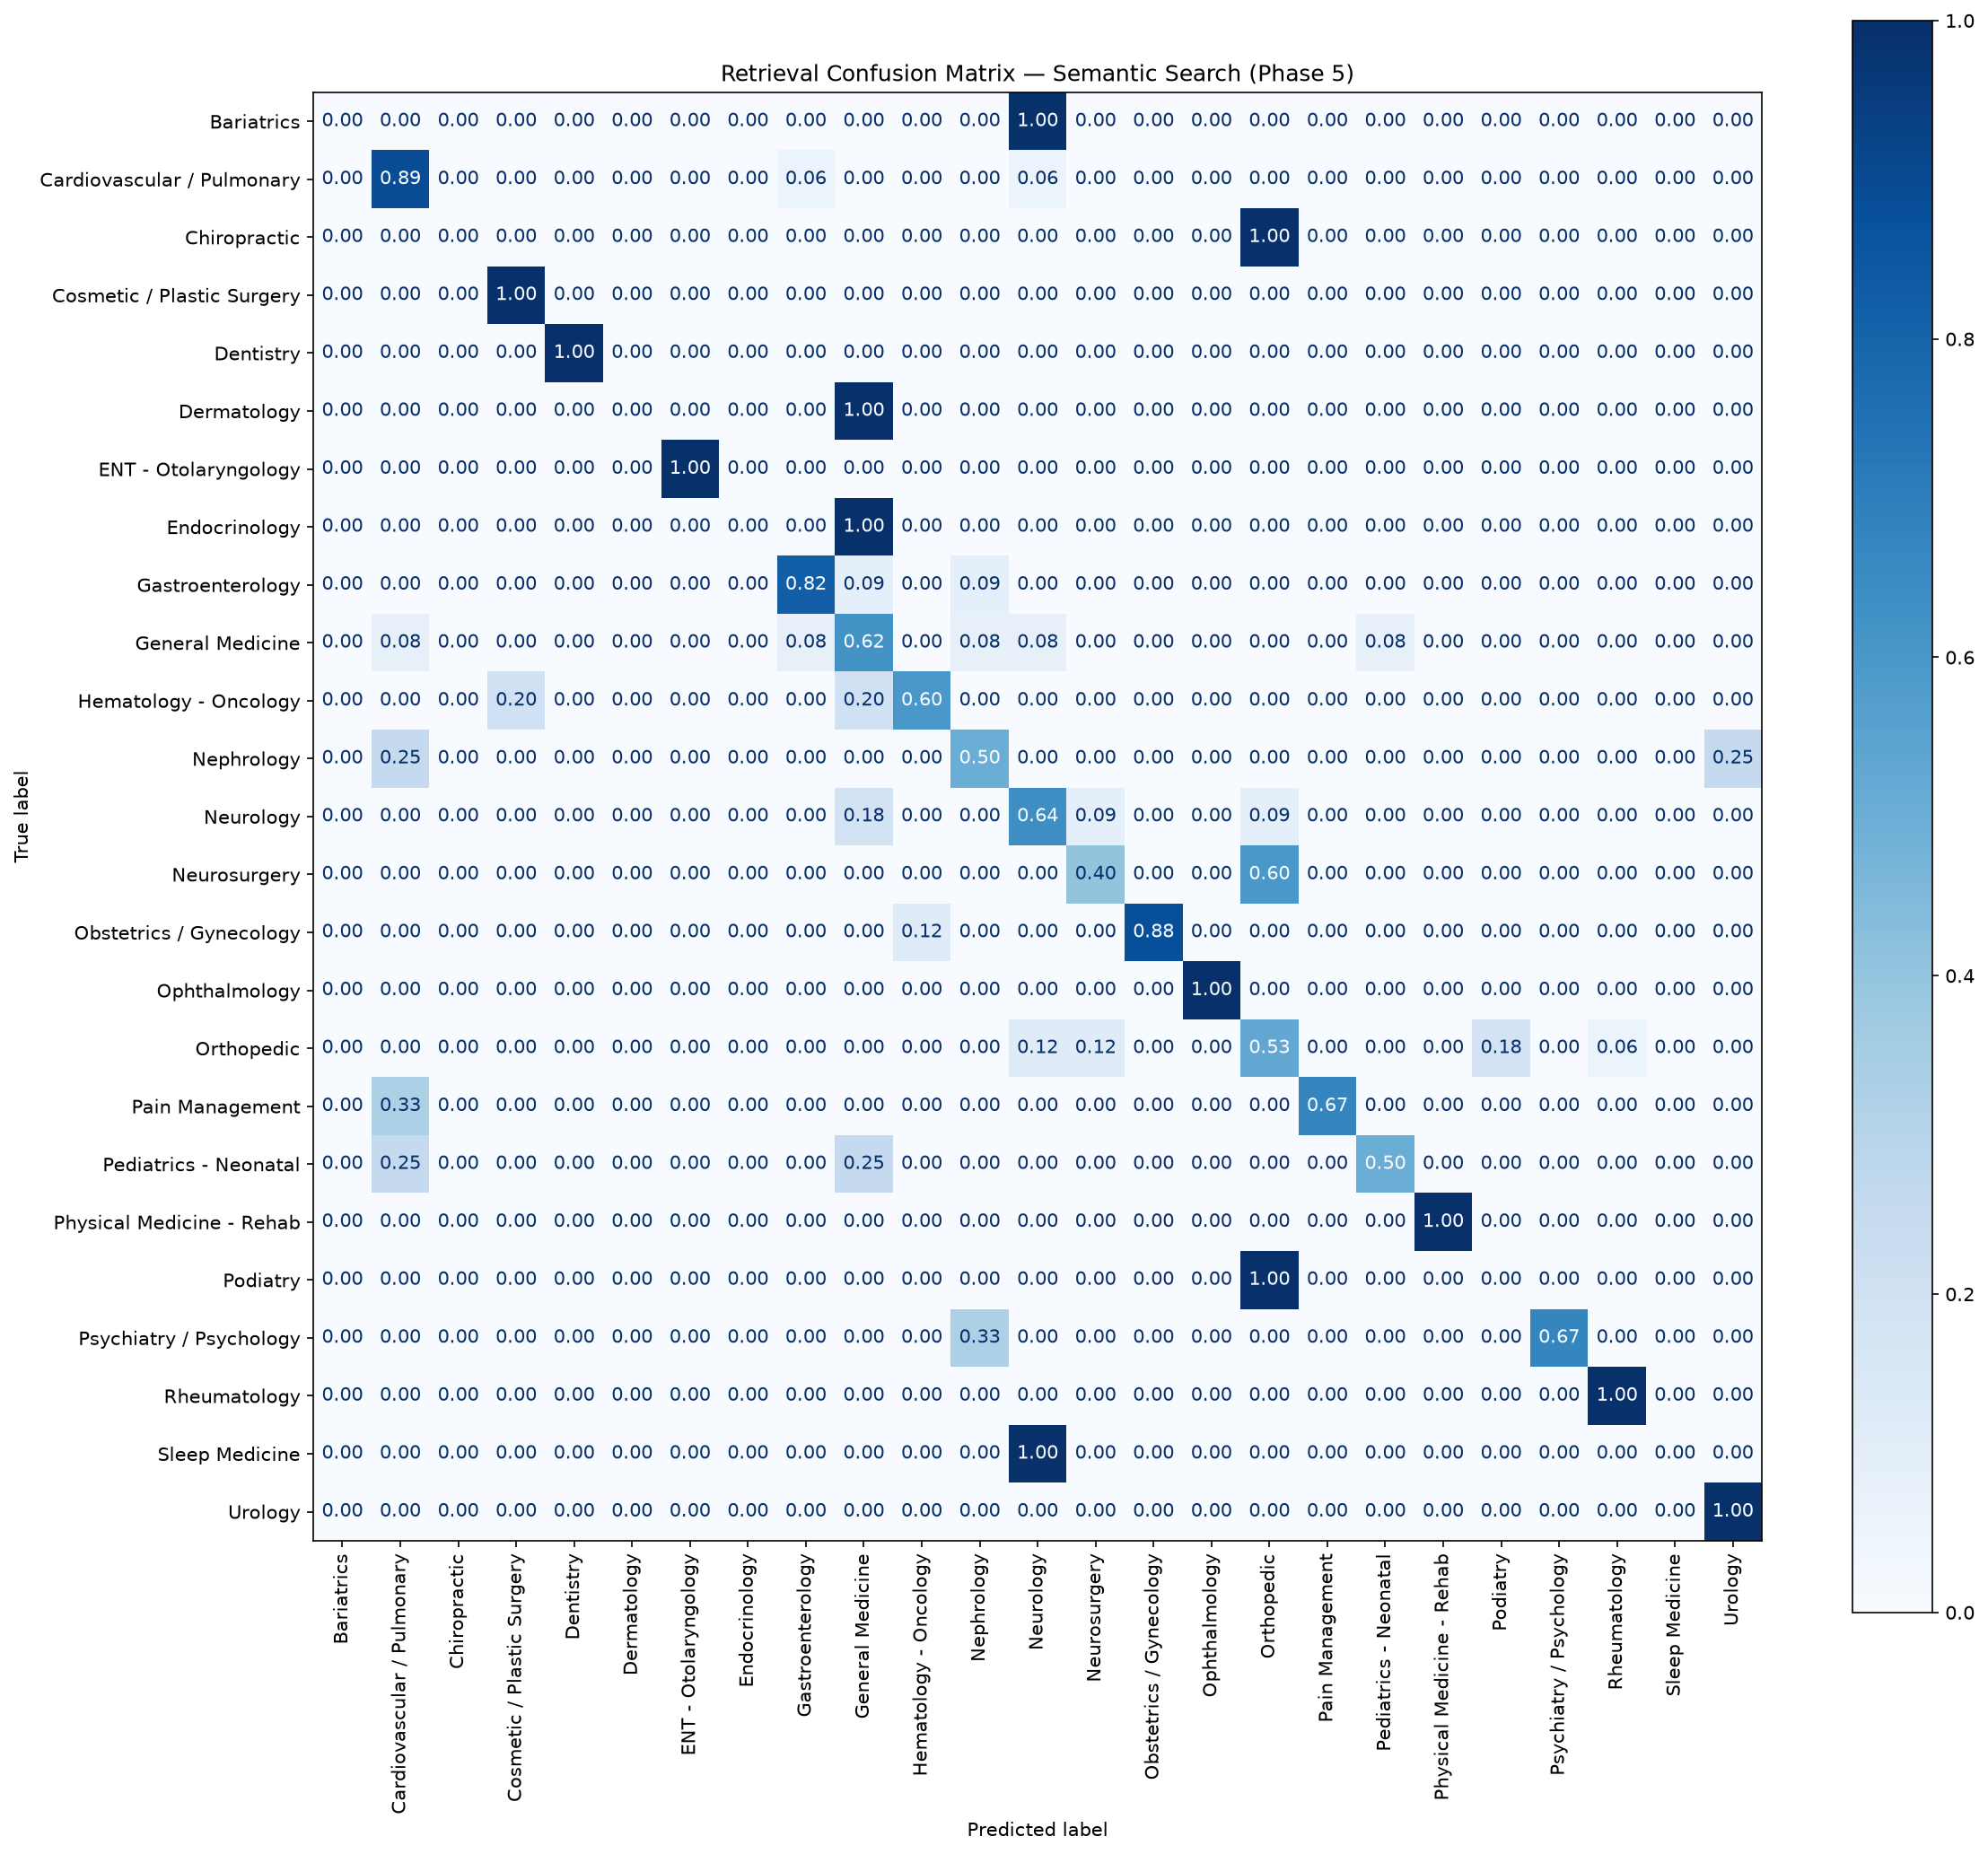 Retrieval Confusion Matrix — Semantic Search (Phase 5)
True label
Bariatrics 0.00 0.00 0.00 0.00 0.00 0.00 0.00 0.00 0.00 0.00 0.00 0.00 1.00 0.00 0.00 0.00 0.00 0.00 0.00 0.00 0.00 0.00 0.00 0.00 0.00
Cardiovascular / Pulmonary 0.00 0.89 0.00 0.00 0.00 0.00 0.00 0.00 0.06 0.00 0.00 0.00 0.06 0.00 0.00 0.00 0.00 0.00 0.00 0.00 0.00 0.00 0.00 0.00 0.00
Chiropractic 0.00 0.00 0.00 0.00 0.00 0.00 0.00 0.00 0.00 0.00 0.00 0.00 0.00 0.00 0.00 0.00 1.00 0.00 0.00 0.00 0.00 0.00 0.00 0.00 0.00
Cosmetic / Plastic Surgery 0.00 0.00 0.00 1.00 0.00 0.00 0.00 0.00 0.00 0.00 0.00 0.00 0.00 0.00 0.00 0.00 0.00 0.00 0.00 0.00 0.00 0.00 0.00 0.00 0.00
Dentistry 0.00 0.00 0.00 0.00 1.00 0.00 0.00 0.00 0.00 0.00 0.00 0.00 0.00 0.00 0.00 0.00 0.00 0.00 0.00 0.00 0.00 0.00 0.00 0.00 0.00
Dermatology 0.00 0.00 0.00 0.00 0.00 0.00 0.00 0.00 0.00 1.00 0.00 0.00 0.00 0.00 0.00 0.00 0.00 0.00 0.00 0.00 0.00 0.00 0.00 0.00 0.00
ENT - Otolaryngology 0.00 0.00 0.00 0.00 0.00 0.00 1.00 0.00 0.00 0.00 0.00 0.00 0.00 0.00 0.00 0.00 0.00 0.00 0.00 0.00 0.00 0.00 0.00 0.00 0.00
Endocrinology 0.00 0.00 0.00 0.00 0.00 0.00 0.00 0.00 0.00 1.00 0.00 0.00 0.00 0.00 0.00 0.00 0.00 0.00 0.00 0.00 0.00 0.00 0.00 0.00 0.00
Gastroenterology 0.00 0.00 0.00 0.00 0.00 0.00 0.00 0.00 0.82 0.09 0.00 0.09 0.00 0.00 0.00 0.00 0.00 0.00 0.00 0.00 0.00 0.00 0.00 0.00 0.00
General Medicine 0.00 0.08 0.00 0.00 0.00 0.00 0.00 0.00 0.08 0.62 0.00 0.08 0.08 0.00 0.00 0.00 0.00 0.00 0.08 0.00 0.00 0.00 0.00 0.00 0.00
Hematology - Oncology 0.00 0.00 0.00 0.20 0.00 0.00 0.00 0.00 0.00 0.20 0.60 0.00 0.00 0.00 0.00 0.00 0.00 0.00 0.00 0.00 0.00 0.00 0.00 0.00 0.00
Nephrology 0.00 0.25 0.00 0.00 0.00 0.00 0.00 0.00 0.00 0.00 0.00 0.50 0.00 0.00 0.00 0.00 0.00 0.00 0.00 0.00 0.00 0.00 0.00 0.00 0.25
Neurology 0.00 0.00 0.00 0.00 0.00 0.00 0.00 0.00 0.00 0.18 0.00 0.00 0.64 0.09 0.00 0.00 0.09 0.00 0.00 0.00 0.00 0.00 0.00 0.00 0.00
Neurosurgery 0.00 0.00 0.00 0.00 0.00 0.00 0.00 0.00 0.00 0.00 0.00 0.00 0.00 0.40 0.00 0.00 0.60 0.00 0.00 0.00 0.00 0.00 0.00 0.00 0.00
Obstetrics / Gynecology 0.00 0.00 0.00 0.00 0.00 0.00 0.00 0.00 0.00 0.00 0.12 0.00 0.00 0.00 0.88 0.00 0.00 0.00 0.00 0.00 0.00 0.00 0.00 0.00 0.00
Ophthalmology 0.00 0.00 0.00 0.00 0.00 0.00 0.00 0.00 0.00 0.00 0.00 0.00 0.00 0.00 0.00 1.00 0.00 0.00 0.00 0.00 0.00 0.00 0.00 0.00 0.00
Orthopedic 0.00 0.00 0.00 0.00 0.00 0.00 0.00 0.00 0.00 0.00 0.00 0.00 0.12 0.12 0.00 0.00 0.53 0.00 0.00 0.00 0.18 0.00 0.06 0.00 0.00
Pain Management 0.00 0.33 0.00 0.00 0.00 0.00 0.00 0.00 0.00 0.00 0.00 0.00 0.00 0.00 0.00 0.00 0.00 0.67 0.00 0.00 0.00 0.00 0.00 0.00 0.00
Pediatrics - Neonatal 0.00 0.25 0.00 0.00 0.00 0.00 0.00 0.00 0.00 0.25 0.00 0.00 0.00 0.00 0.00 0.00 0.00 0.00 0.50 0.00 0.00 0.00 0.00 0.00 0.00
Physical Medicine - Rehab 0.00 0.00 0.00 0.00 0.00 0.00 0.00 0.00 0.00 0.00 0.00 0.00 0.00 0.00 0.00 0.00 0.00 0.00 0.00 1.00 0.00 0.00 0.00 0.00 0.00
Podiatry 0.00 0.00 0.00 0.00 0.00 0.00 0.00 0.00 0.00 0.00 0.00 0.00 0.00 0.00 0.00 0.00 1.00 0.00 0.00 0.00 0.00 0.00 0.00 0.00 0.00
Psychiatry / Psychology 0.00 0.00 0.00 0.00 0.00 0.00 0.00 0.00 0.00 0.00 0.00 0.33 0.00 0.00 0.00 0.00 0.00 0.00 0.00 0.00 0.00 0.67 0.00 0.00 0.00
Rheumatology 0.00 0.00 0.00 0.00 0.00 0.00 0.00 0.00 0.00 0.00 0.00 0.00 0.00 0.00 0.00 0.00 0.00 0.00 0.00 0.00 0.00 0.00 1.00 0.00 0.00
Sleep Medicine 0.00 0.00 0.00 0.00 0.00 0.00 0.00 0.00 0.00 0.00 0.00 0.00 1.00 0.00 0.00 0.00 0.00 0.00 0.00 0.00 0.00 0.00 0.00 0.00 0.00
Urology 0.00 0.00 0.00 0.00 0.00 0.00 0.00 0.00 0.00 0.00 0.00 0.00 0.00 0.00 0.00 0.00 0.00 0.00 0.00 0.00 0.00 0.00 0.00 0.00 1.00
Bariatrics
Cardiovascular / Pulmonary
Chiropractic
Cosmetic / Plastic Surgery
Dentistry
Dermatology
ENT - Otolaryngology
Endocrinology
Gastroenterology
General Medicine
Hematology - Oncology
Nephrology
Neurology
Neurosurgery
Obstetrics / Gynecology
Ophthalmology
Orthopedic
Pain Management
Pediatrics - Neonatal
Physical Medicine - Rehab
Podiatry
Psychiatry / Psychology
Rheumatology
Sleep Medicine
Urology
Predicted label
1.0
0.8
0.6
0.4
0.2
0.0